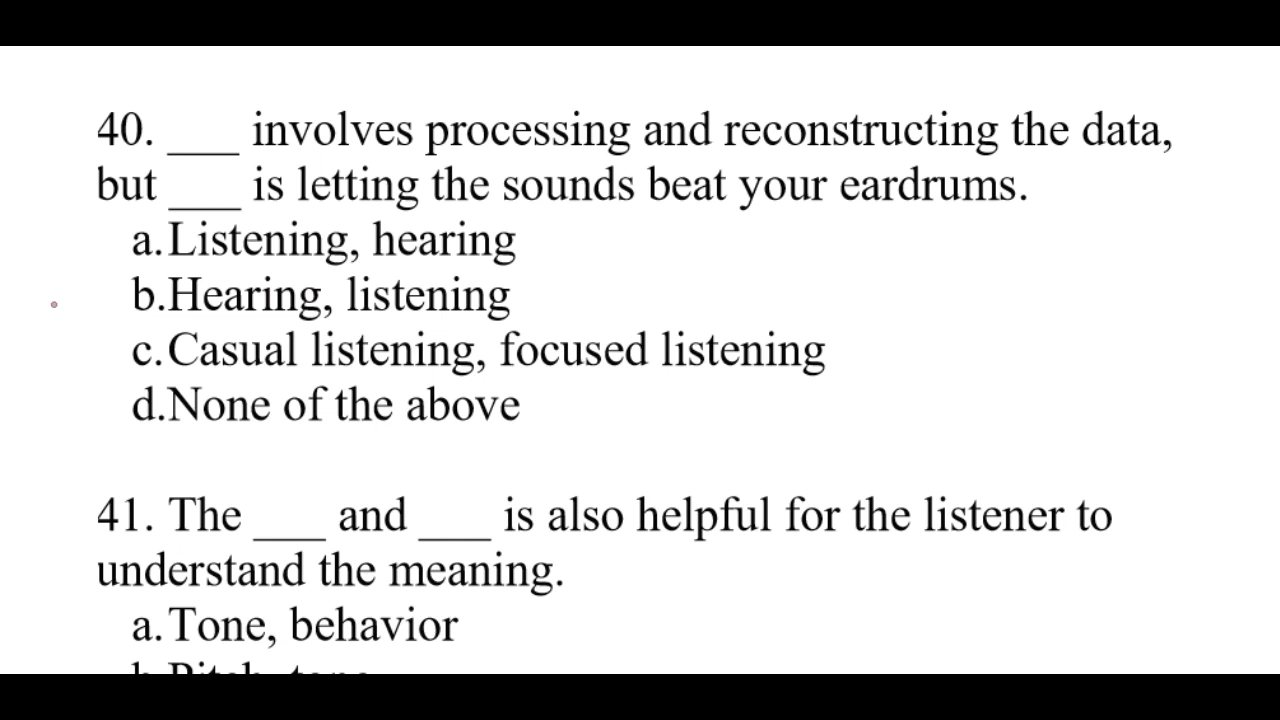 40. ___ involves processing and reconstructing the data,
but ___ is letting the sounds beat your eardrums.
a. Listening, hearing
b. Hearing, listening
c. Casual listening, focused listening
d. None of the above
41. The ___ and ___ is also helpful for the listener to
understand the meaning.
a. Tone, behavior
b. Pitch, tone